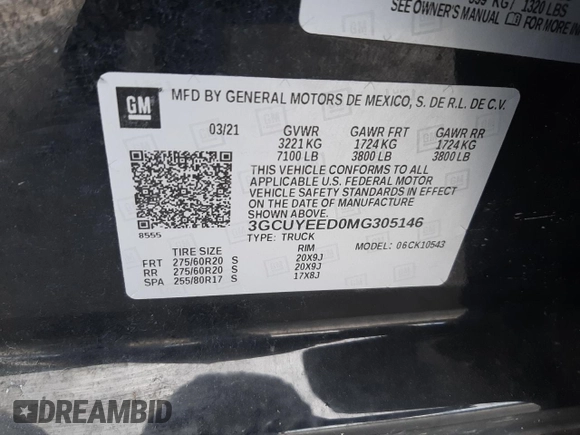 KG / 1320 LBS
SEE OWNER'S MANUAL FOR MORE
GM
MFD BY GENERAL MOTORS DE MEXICO, S. DE R.L. DE C.V.
03/21 GVWR GAWR FRT GAWR RR
3221 KG 1724 KG 1724 KG
7100 LB 3800 LB 3800 LB
THIS VEHICLE CONFORMS TO ALL
APPLICABLE U.S. FEDERAL MOTOR
VEHICLE SAFETY STANDARDS IN EFFECT
ON THE DATE OF MANUFACTURE SHOWN ABOVE.
3GCUYEED0MG305146
8555 TYPE: TRUCK
MODEL: 06CK10543
TIRE SIZE RIM
FRT 275/60R20 S 20X9J
RR 275/60R20 S 20X9J
SPA 255/80R17 S 17X8J
DREAMBID